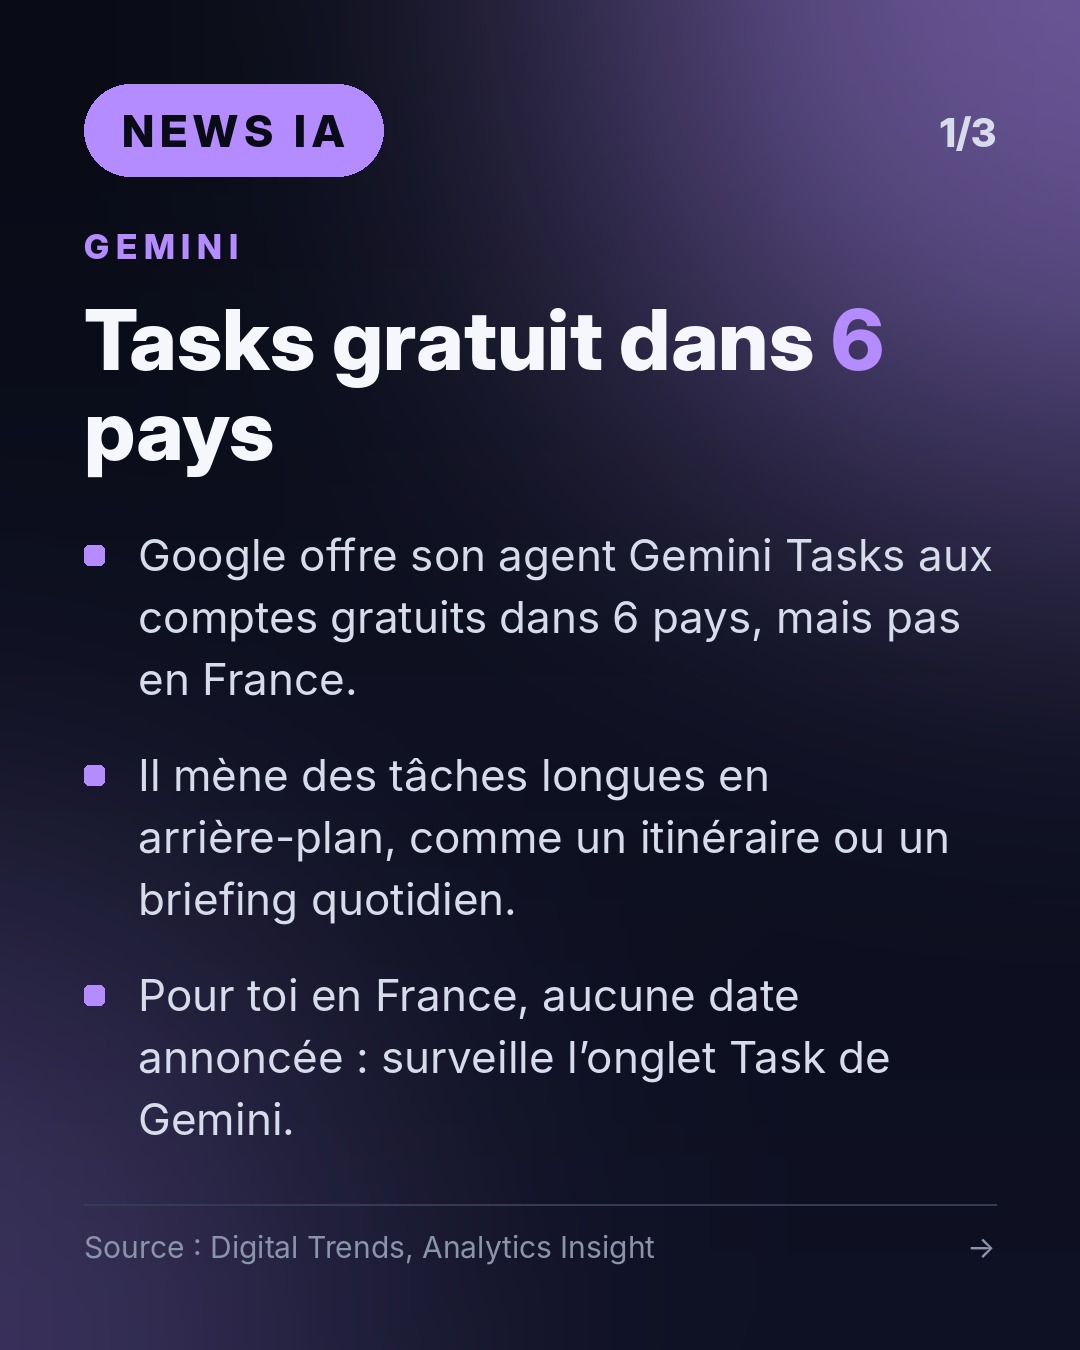 NEWS IA
1/3
GEMINI
Tasks gratuit dans 6
pays
Google offre son agent Gemini Tasks aux
comptes gratuits dans 6 pays, mais pas
en France.
Il mène des tâches longues en
arrière-plan, comme un itinéraire ou un
briefing quotidien.
Pour toi en France, aucune date
annoncée : surveille l’onglet Task de
Gemini.
Source : Digital Trends, Analytics Insight →